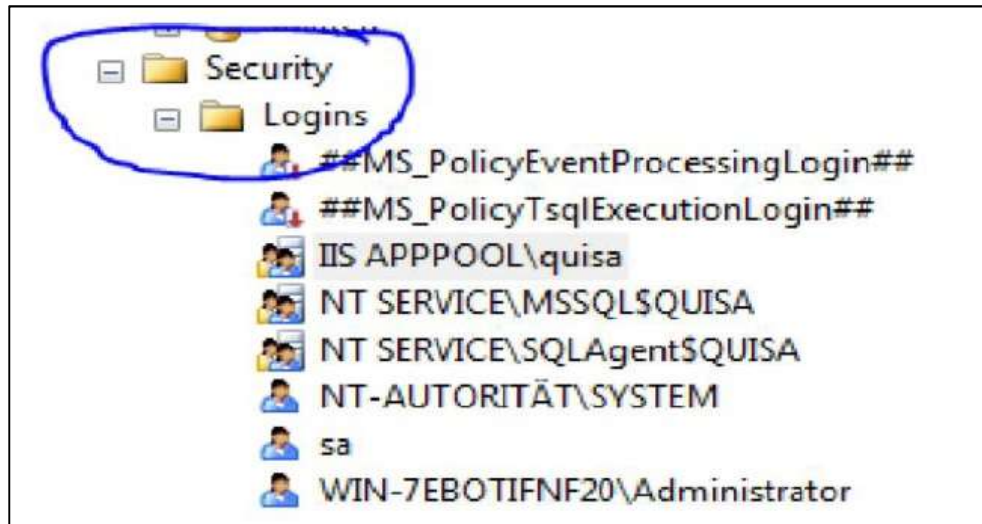 Security
Logins
##MS_PolicyEventProcessingLogin##
##MS_PolicyTsqlExecutionLogin##
IIS APPPOOL\quisa
NT SERVICE\MSSQL$QUISA
NT SERVICE\SQLAgent$QUISA
NT-AUTORITÄT\SYSTEM
sa
WIN-7EBOTIFNF20\Administrator